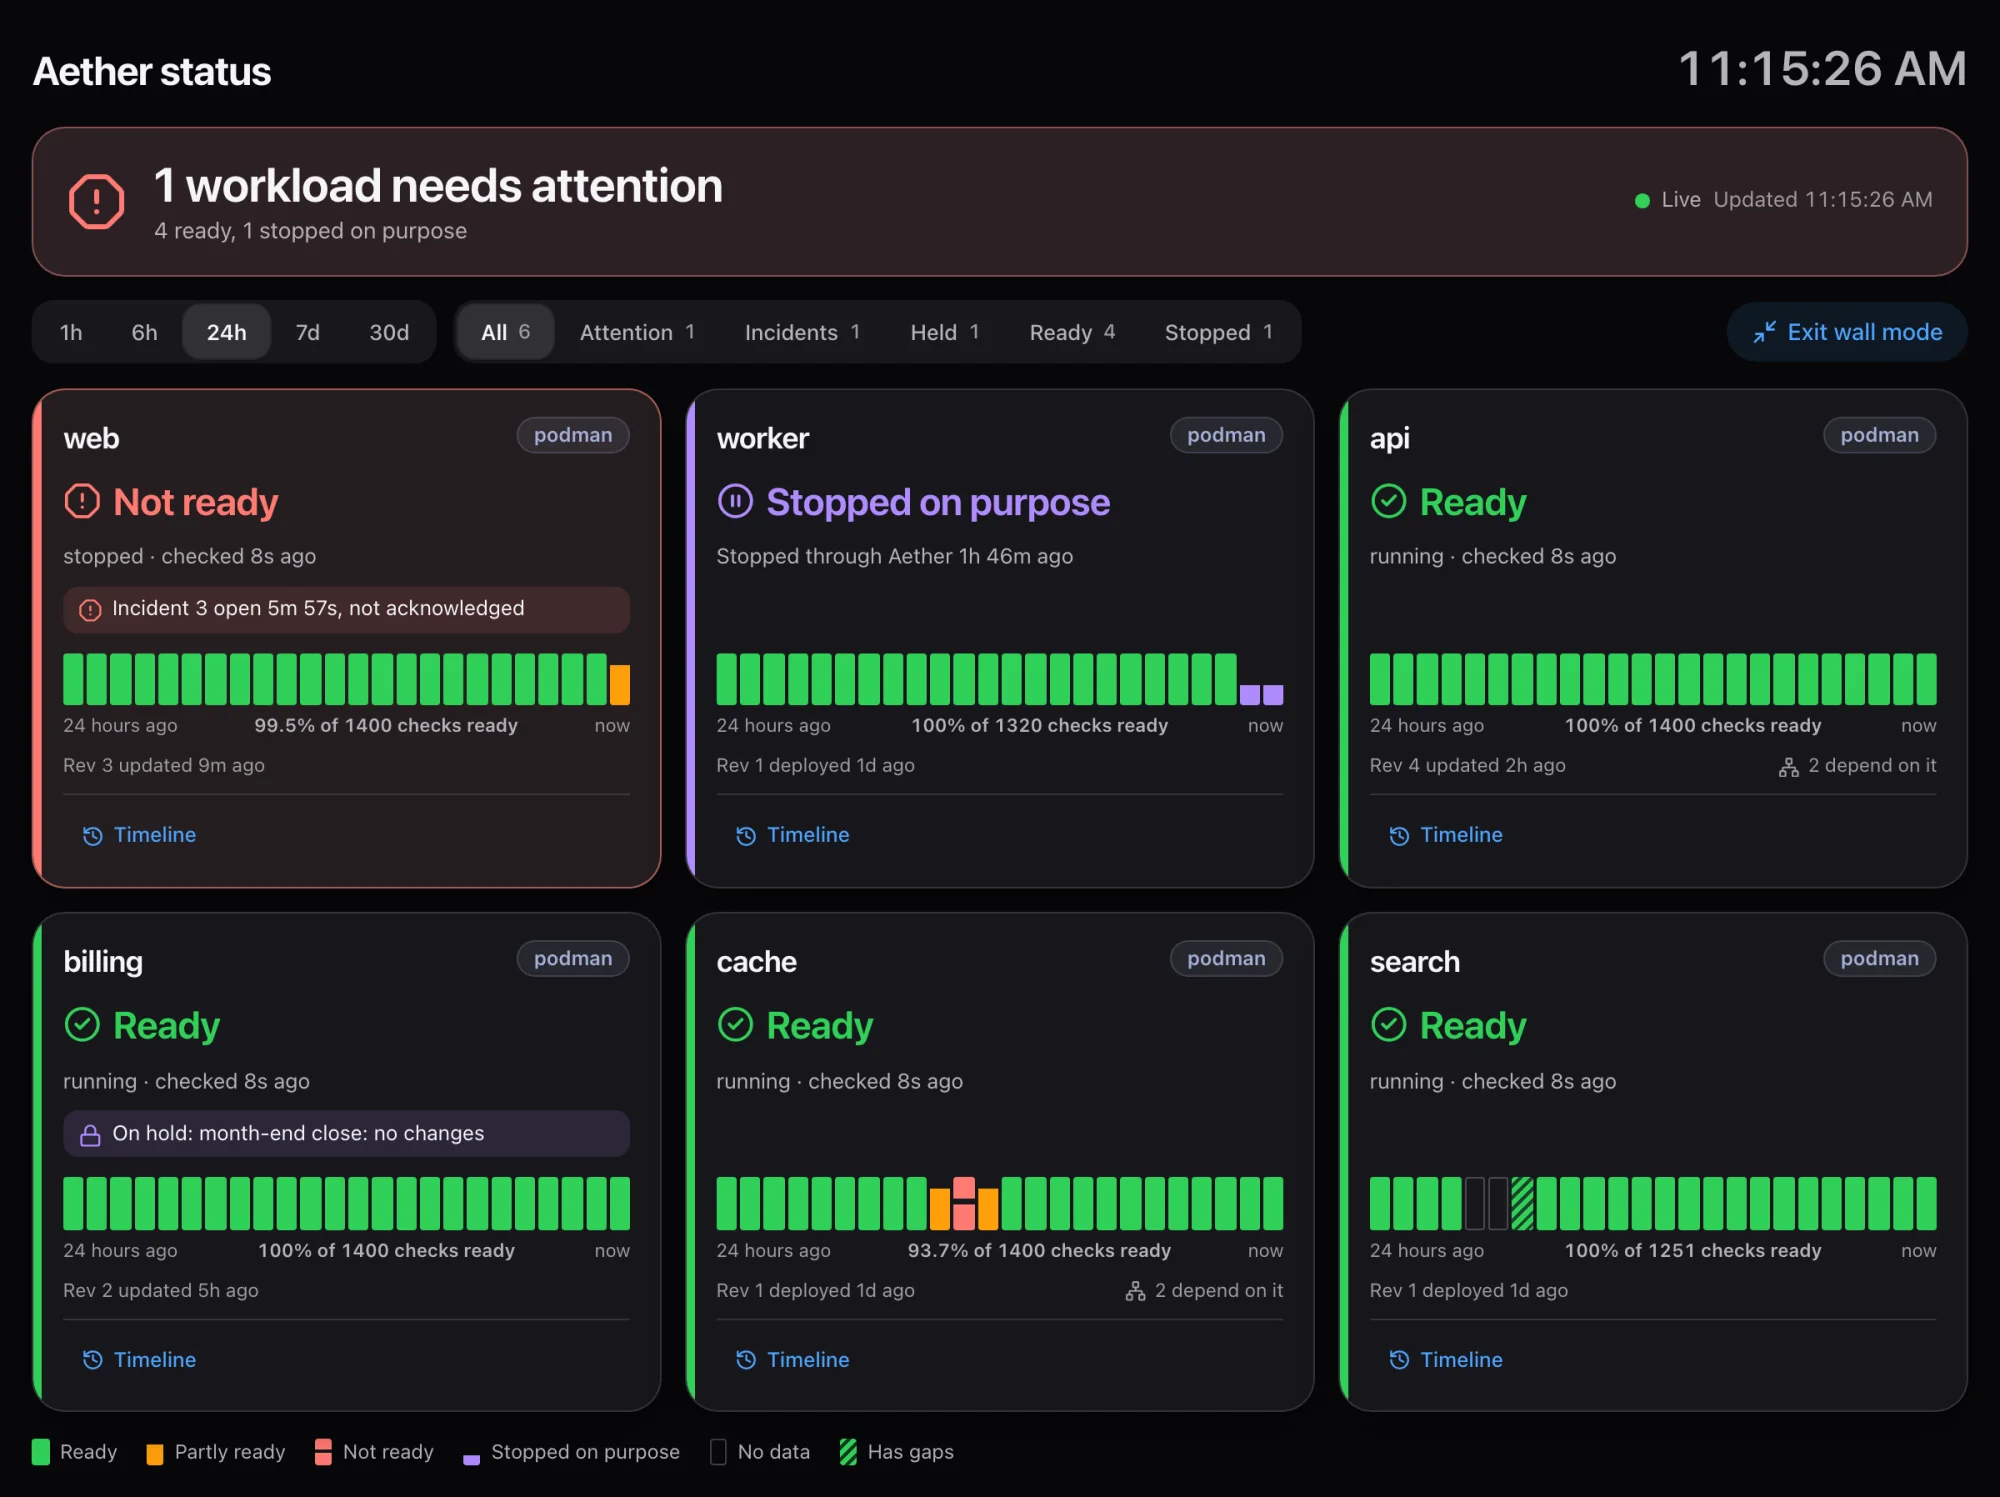 Aether status
11:15:26 AM
1 workload needs attention
4 ready, 1 stopped on purpose
Live Updated 11:15:26 AM
1h 6h 24h 7d 30d
All 6 Attention 1 Incidents 1 Held 1 Ready 4 Stopped 1
Exit wall mode
web
podman
Not ready
stopped · checked 8s ago
Incident 3 open 5m 57s, not acknowledged
24 hours ago 99.5% of 1400 checks ready now
Rev 3 updated 9m ago
Timeline
worker
podman
Stopped on purpose
Stopped through Aether 1h 46m ago
24 hours ago 100% of 1320 checks ready now
Rev 1 deployed 1d ago
Timeline
api
podman
Ready
running · checked 8s ago
24 hours ago 100% of 1400 checks ready now
Rev 4 updated 2h ago 2 depend on it
Timeline
billing
podman
Ready
running · checked 8s ago
On hold: month-end close: no changes
24 hours ago 100% of 1400 checks ready now
Rev 2 updated 5h ago
Timeline
cache
podman
Ready
running · checked 8s ago
24 hours ago 93.7% of 1400 checks ready now
Rev 1 deployed 1d ago 2 depend on it
Timeline
search
podman
Ready
running · checked 8s ago
24 hours ago 100% of 1251 checks ready now
Rev 1 deployed 1d ago
Timeline
Ready Partly ready Not ready Stopped on purpose No data Has gaps